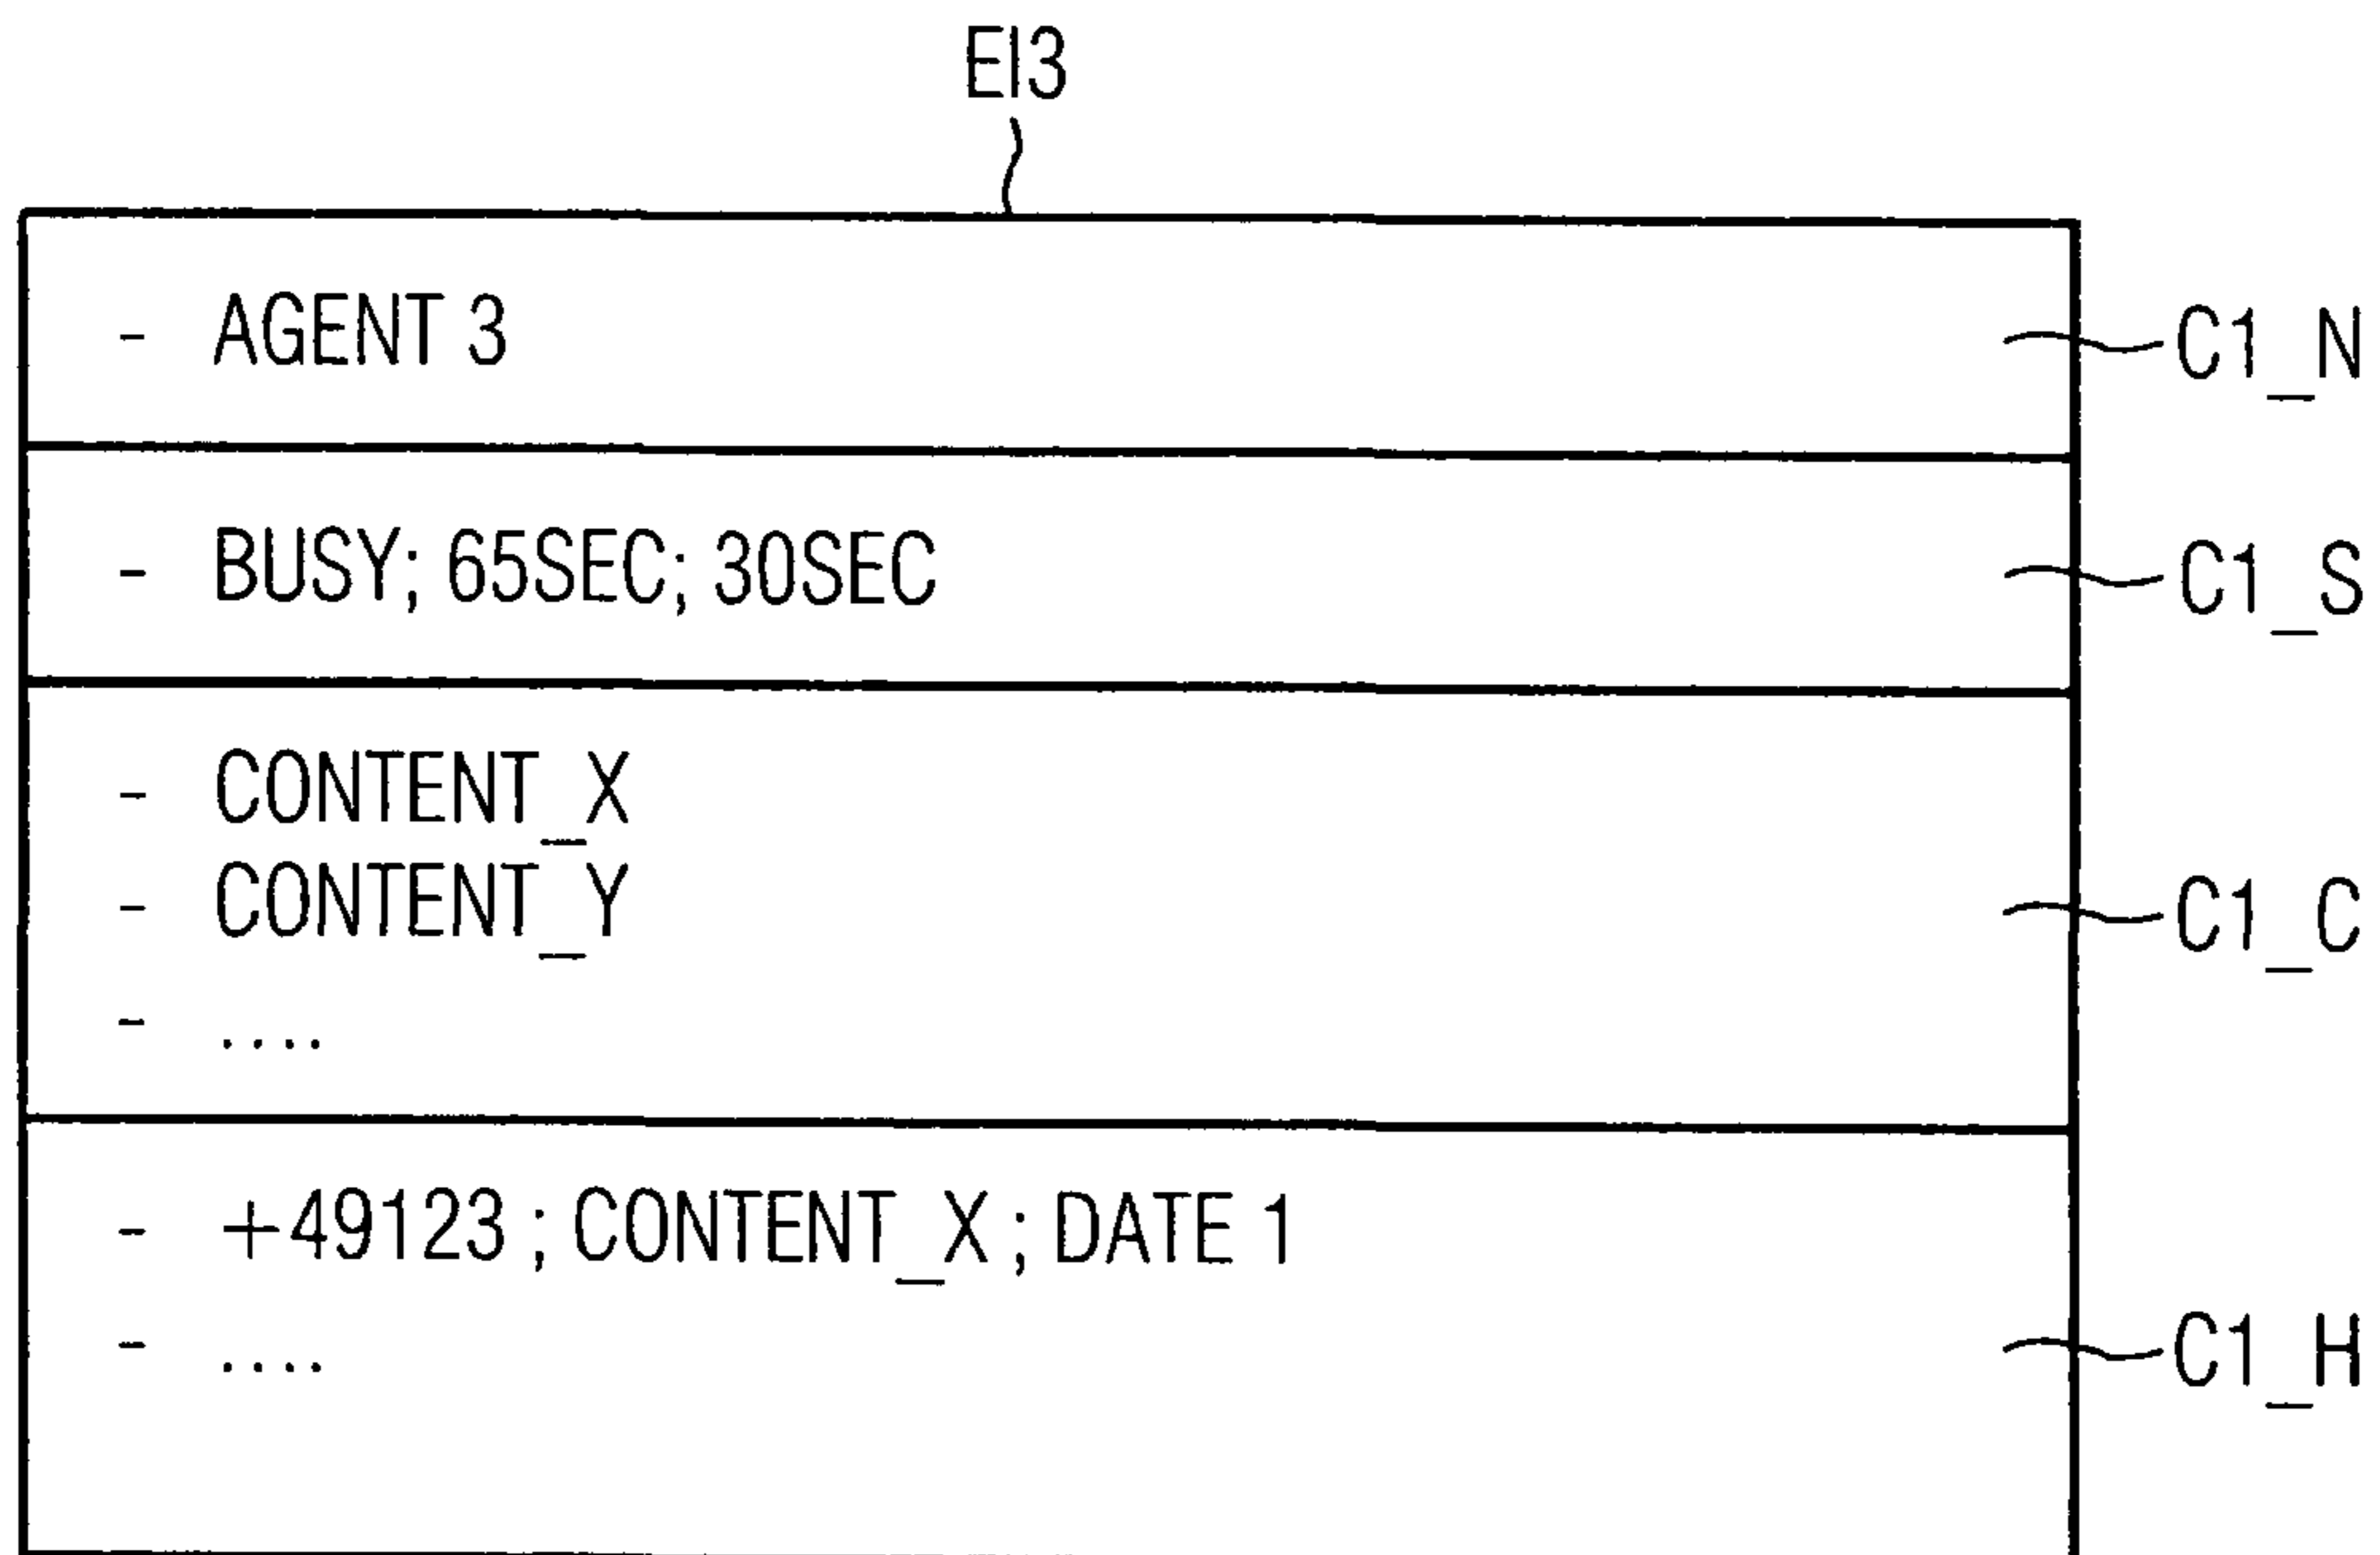 EI3
- AGENT 3
C1_N
- BUSY; 65SEC; 30SEC
C1_S
- CONTENT_X
- CONTENT_Y
C1_C
- ....
- +49123 ; CONTENT_X ; DATE 1
- ....
C1_H